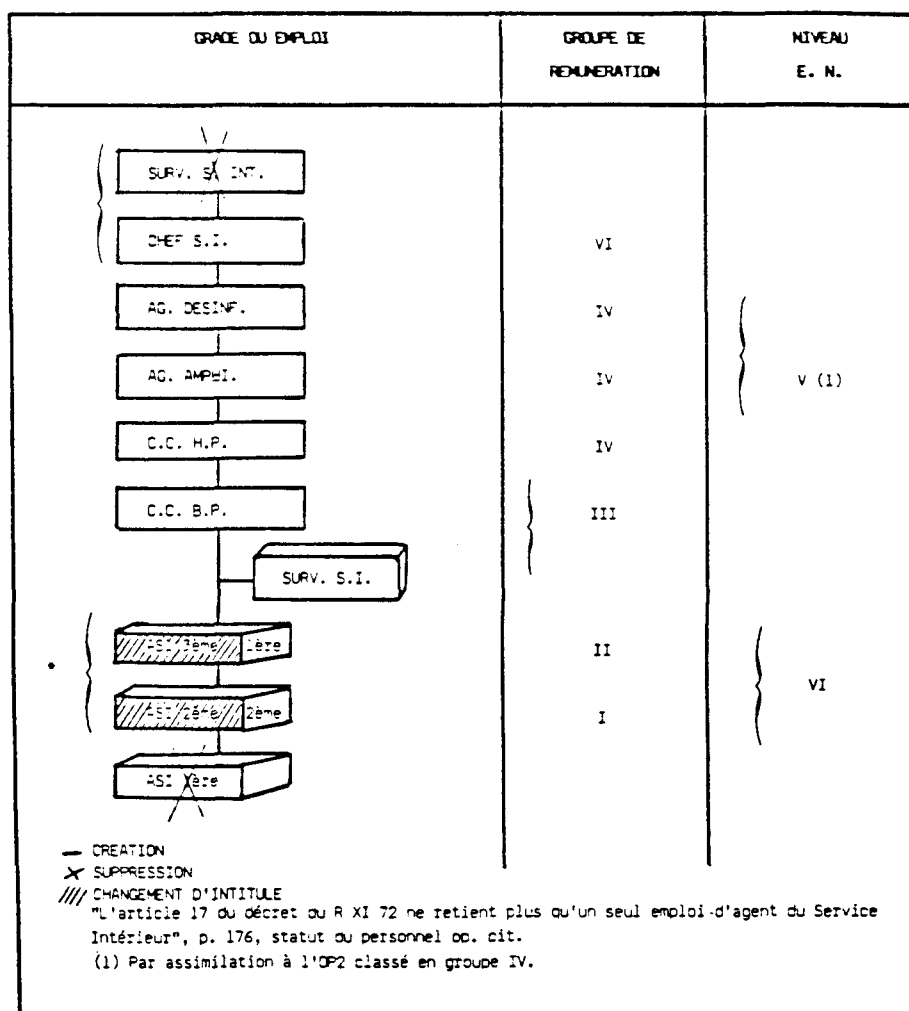 GRADE OU EMPLOI
GROUPE DE
REMUNERATION
NIVEAU
E. N.
SURV. S. INT.
CHEF S.I.
VI
AG. DESINF.
IV
AG. AMPHI.
IV
V (1)
C.C. H.P.
IV
C.C. B.P.
III
SURV. S.I.
ASI 3ème 1ère
II
VI
ASI 2ème 2ème
I
ASI 1ère
— CREATION
X SUPPRESSION
//// CHANGEMENT D'INTITULE
"L'article 17 du décret du R XI 72 ne retient plus qu'un seul emploi d'agent du Service
Intérieur", p. 176, statut du personnel op. cit.
(1) Par assimilation à l'OP2 classé en groupe IV.